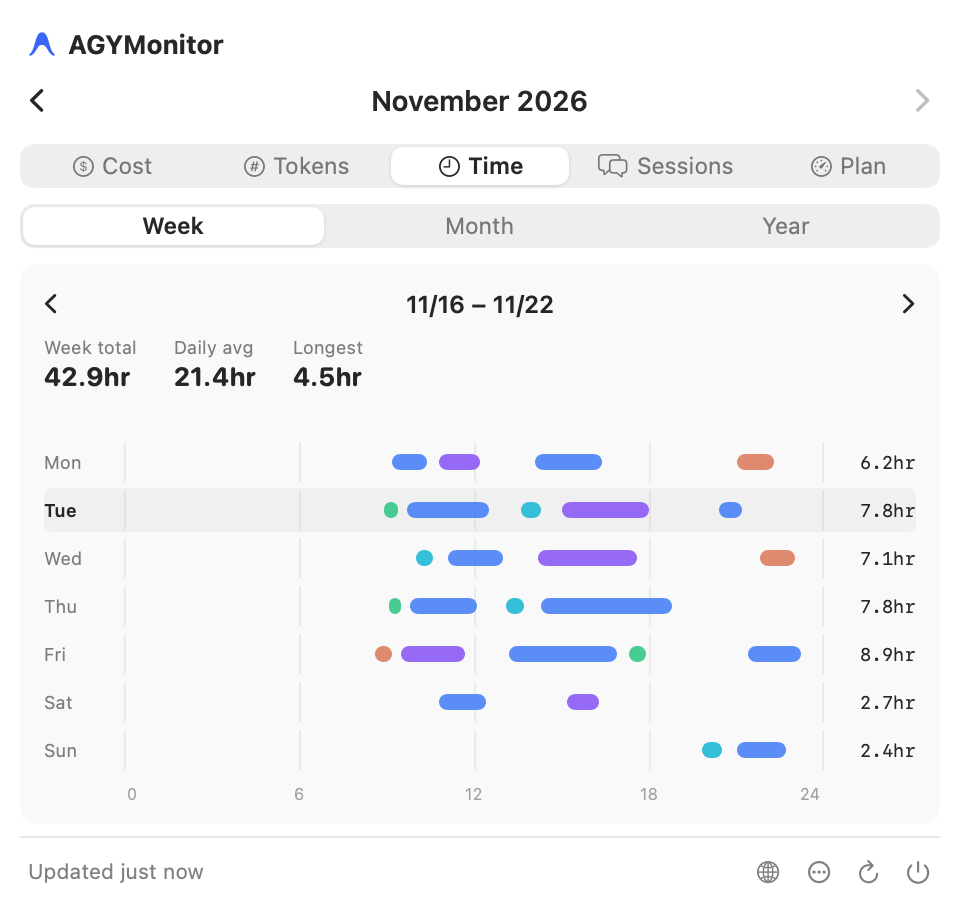 AGYMonitor
November 2026
$ Cost # Tokens Time Sessions Plan
Week Month Year
11/16 – 11/22
Week total Daily avg Longest
42.9hr 21.4hr 4.5hr
Mon 6.2hr
Tue 7.8hr
Wed 7.1hr
Thu 7.8hr
Fri 8.9hr
Sat 2.7hr
Sun 2.4hr
0 6 12 18 24
Updated just now